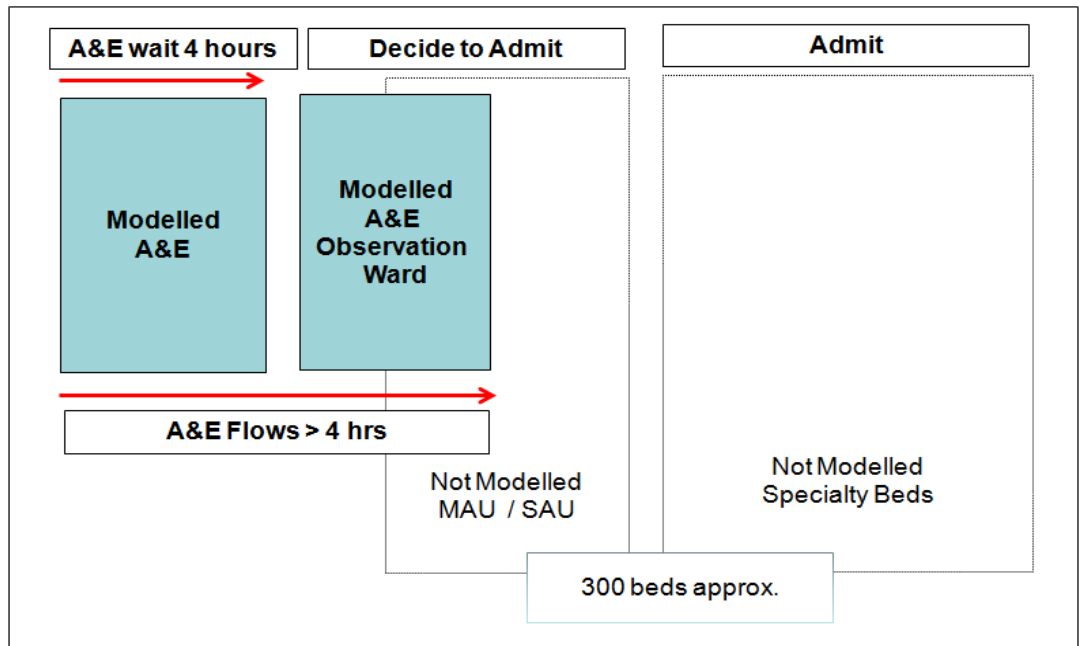 A&E wait 4 hours
Decide to Admit
Admit
Modelled
A&E
Modelled
A&E
Observation
Ward
A&E Flows > 4 hrs
Not Modelled
MAU / SAU
Not Modelled
Specialty Beds
300 beds approx.